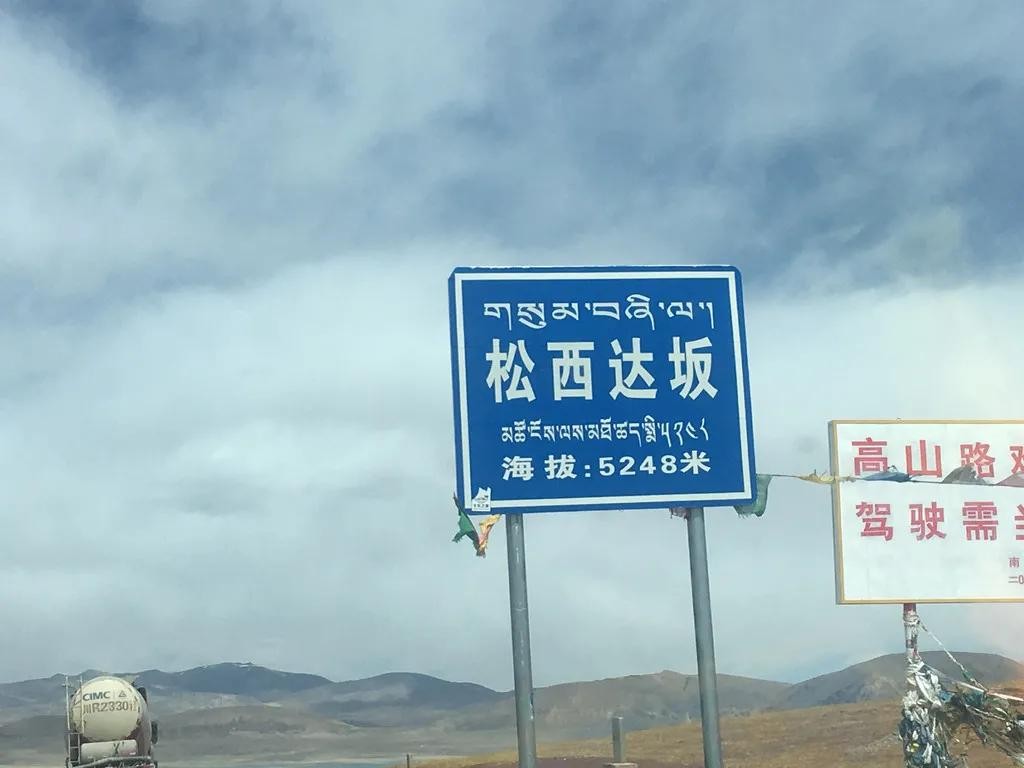 གསུམ་བཞི་ལ།
松西达坂
མཚོ་ངོས་ལས་མཐོ་ཚད་སྨི༥༢༤༨
海拔:5248米
高山路
驾驶需
南
CIMC
川R2330